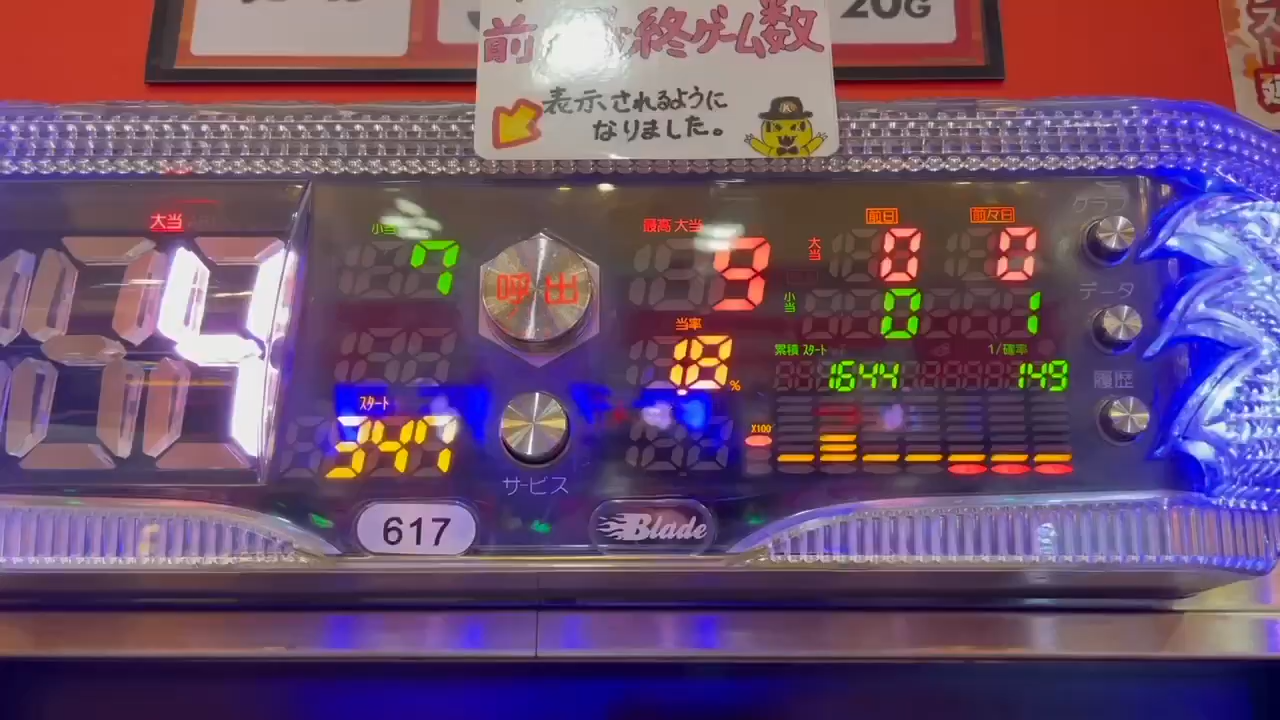 20G
終ゲーム数
表示されるように
なりました。
大当
4
小当
7
呼出
最高 大当
9
前日
前々日
大当
0
0
小当
0
1
グラフ
データ
履歴
当率
18%
累積 スタート
1/確率
1644
149
スタート
347
X100
サービス
617
Blade